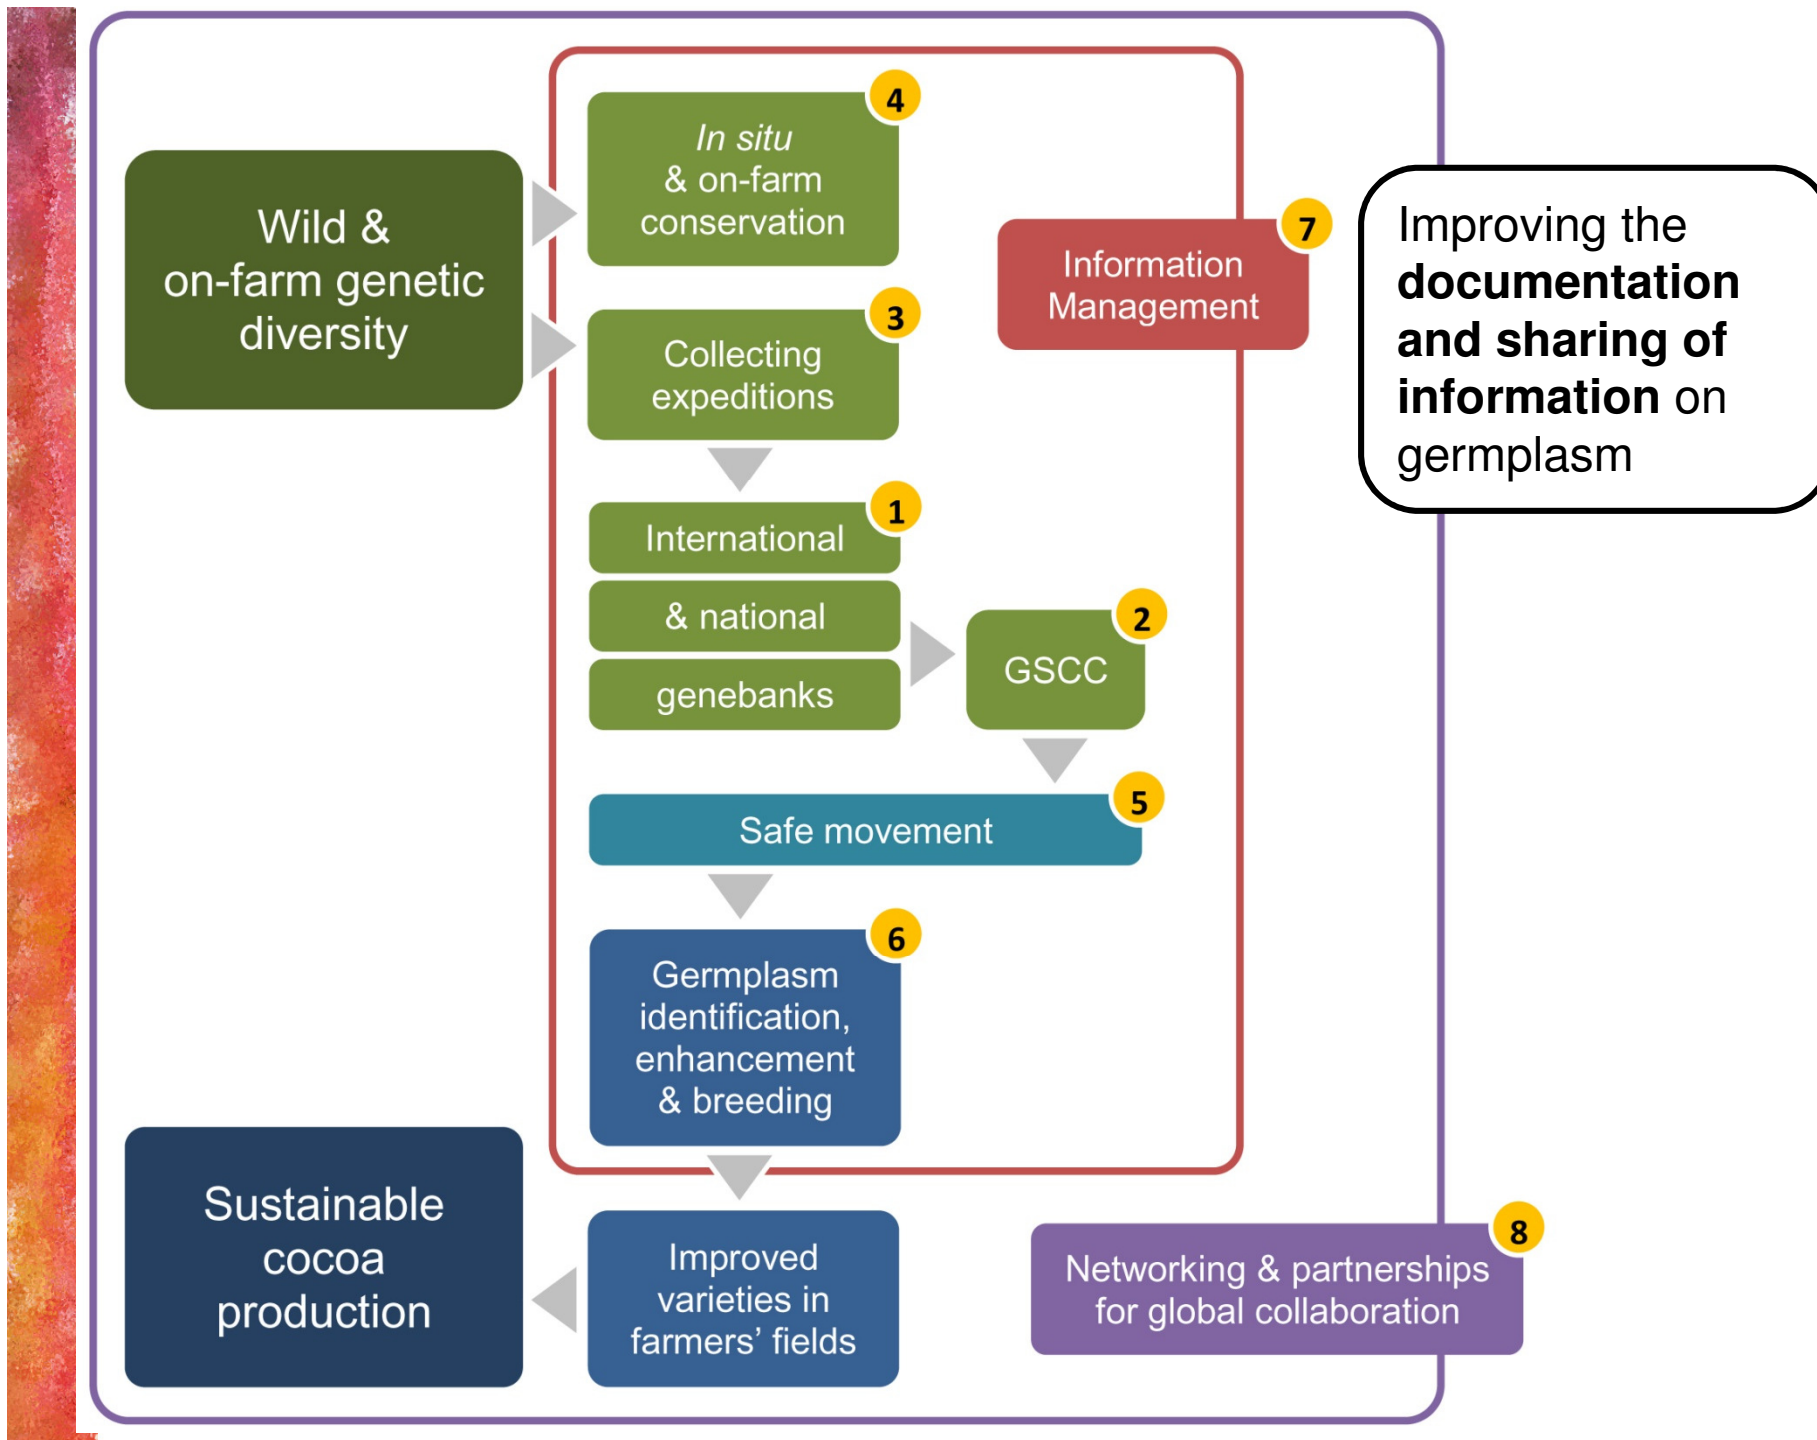 Wild &
on-farm genetic
diversity
4
In situ
& on-farm
conservation
3
Collecting
expeditions
1
International
& national
genebanks
2
GSCC
5
Safe movement
6
Germplasm
identification,
enhancement
& breeding
Improved
varieties in
farmers’ fields
Sustainable
cocoa
production
7
Information
Management
Improving the
documentation
and sharing of
information on
germplasm
8
Networking & partnerships
for global collaboration